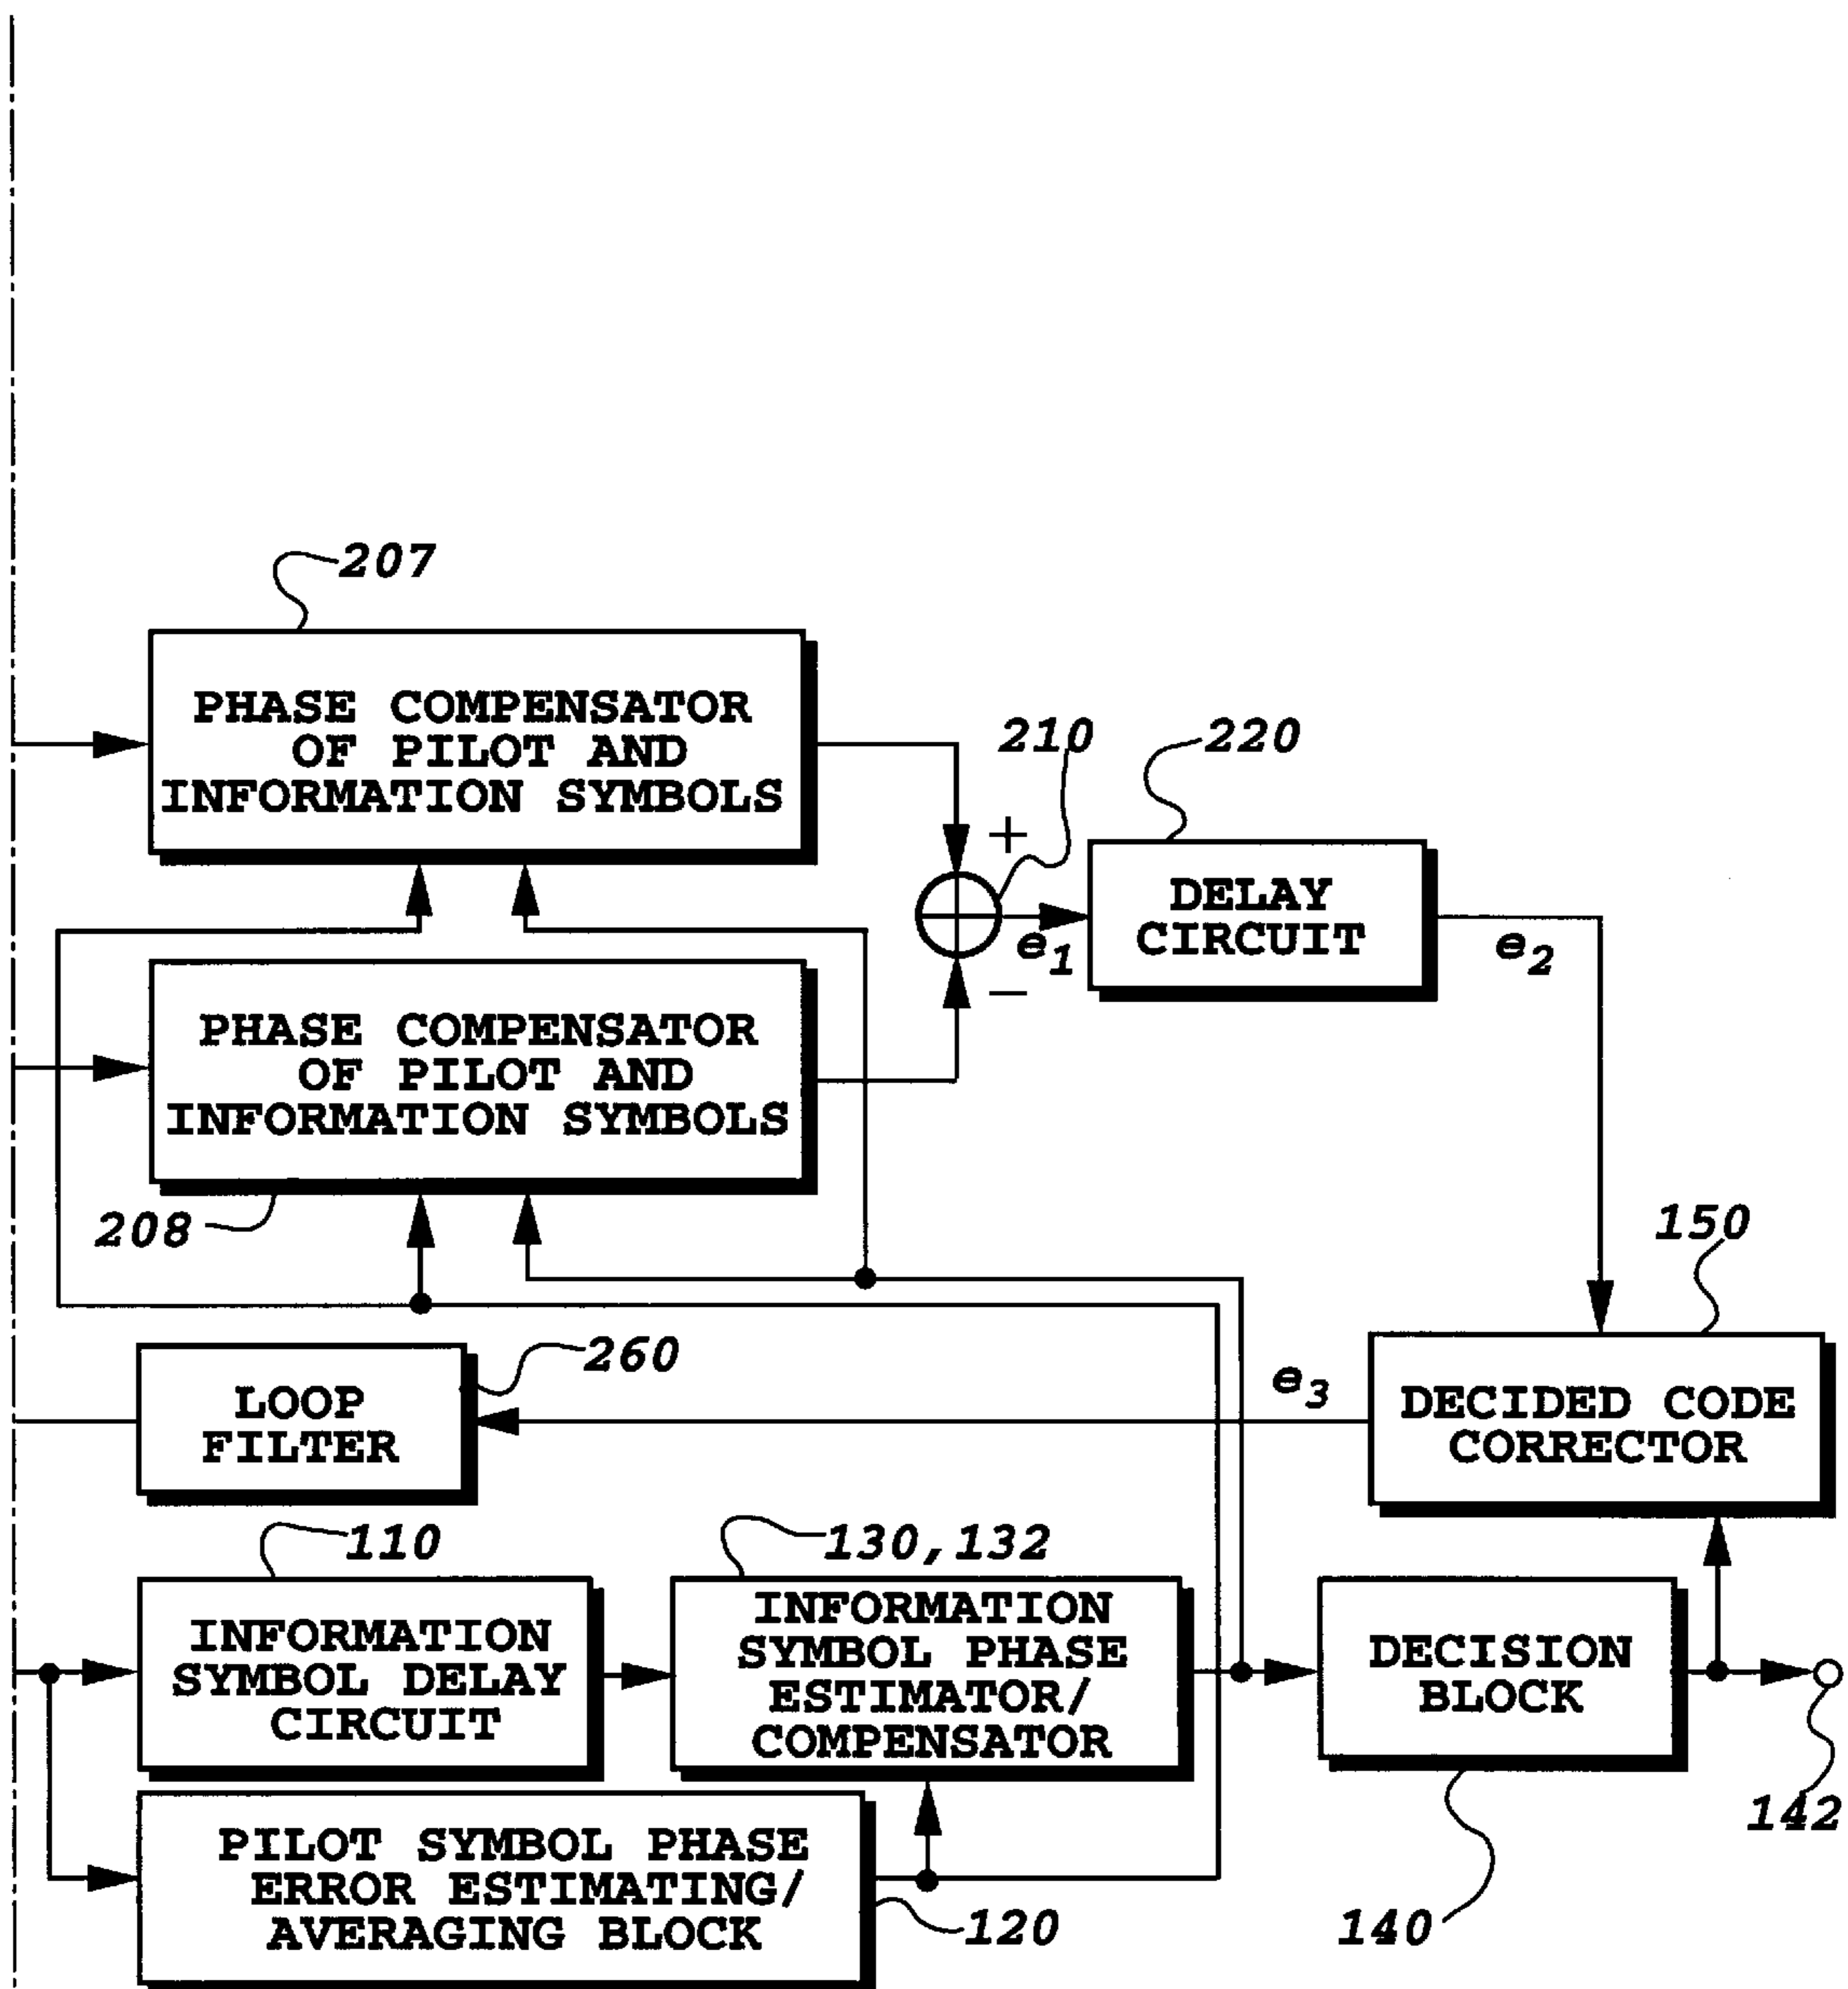 207
PHASE COMPENSATOR
OF PILOT AND
INFORMATION SYMBOLS
210
220
+
DELAY
CIRCUIT
e1
e2
−
PHASE COMPENSATOR
OF PILOT AND
INFORMATION SYMBOLS
208
150
260
LOOP
FILTER
e3
DECIDED CODE
CORRECTOR
110
130,132
INFORMATION
SYMBOL DELAY
CIRCUIT
INFORMATION
SYMBOL PHASE
ESTIMATOR/
COMPENSATOR
DECISION
BLOCK
142
PILOT SYMBOL PHASE
ERROR ESTIMATING/
AVERAGING BLOCK
120
140